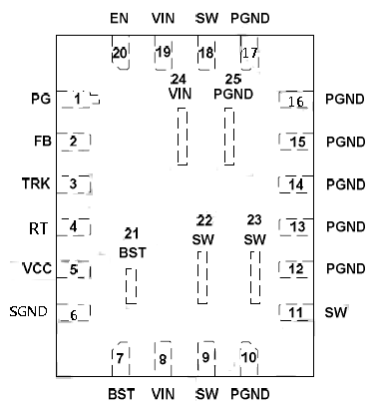 EN VIN SW PGND
20 19 18 17
24 25
VIN PGND
PG 1 16 PGND
FB 2 15 PGND
TRK 3 14 PGND
RT 4 13 PGND
21 22 23
BST SW SW
VCC 5 12 PGND
SGND 6 11 SW
7 8 9 10
BST VIN SW PGND